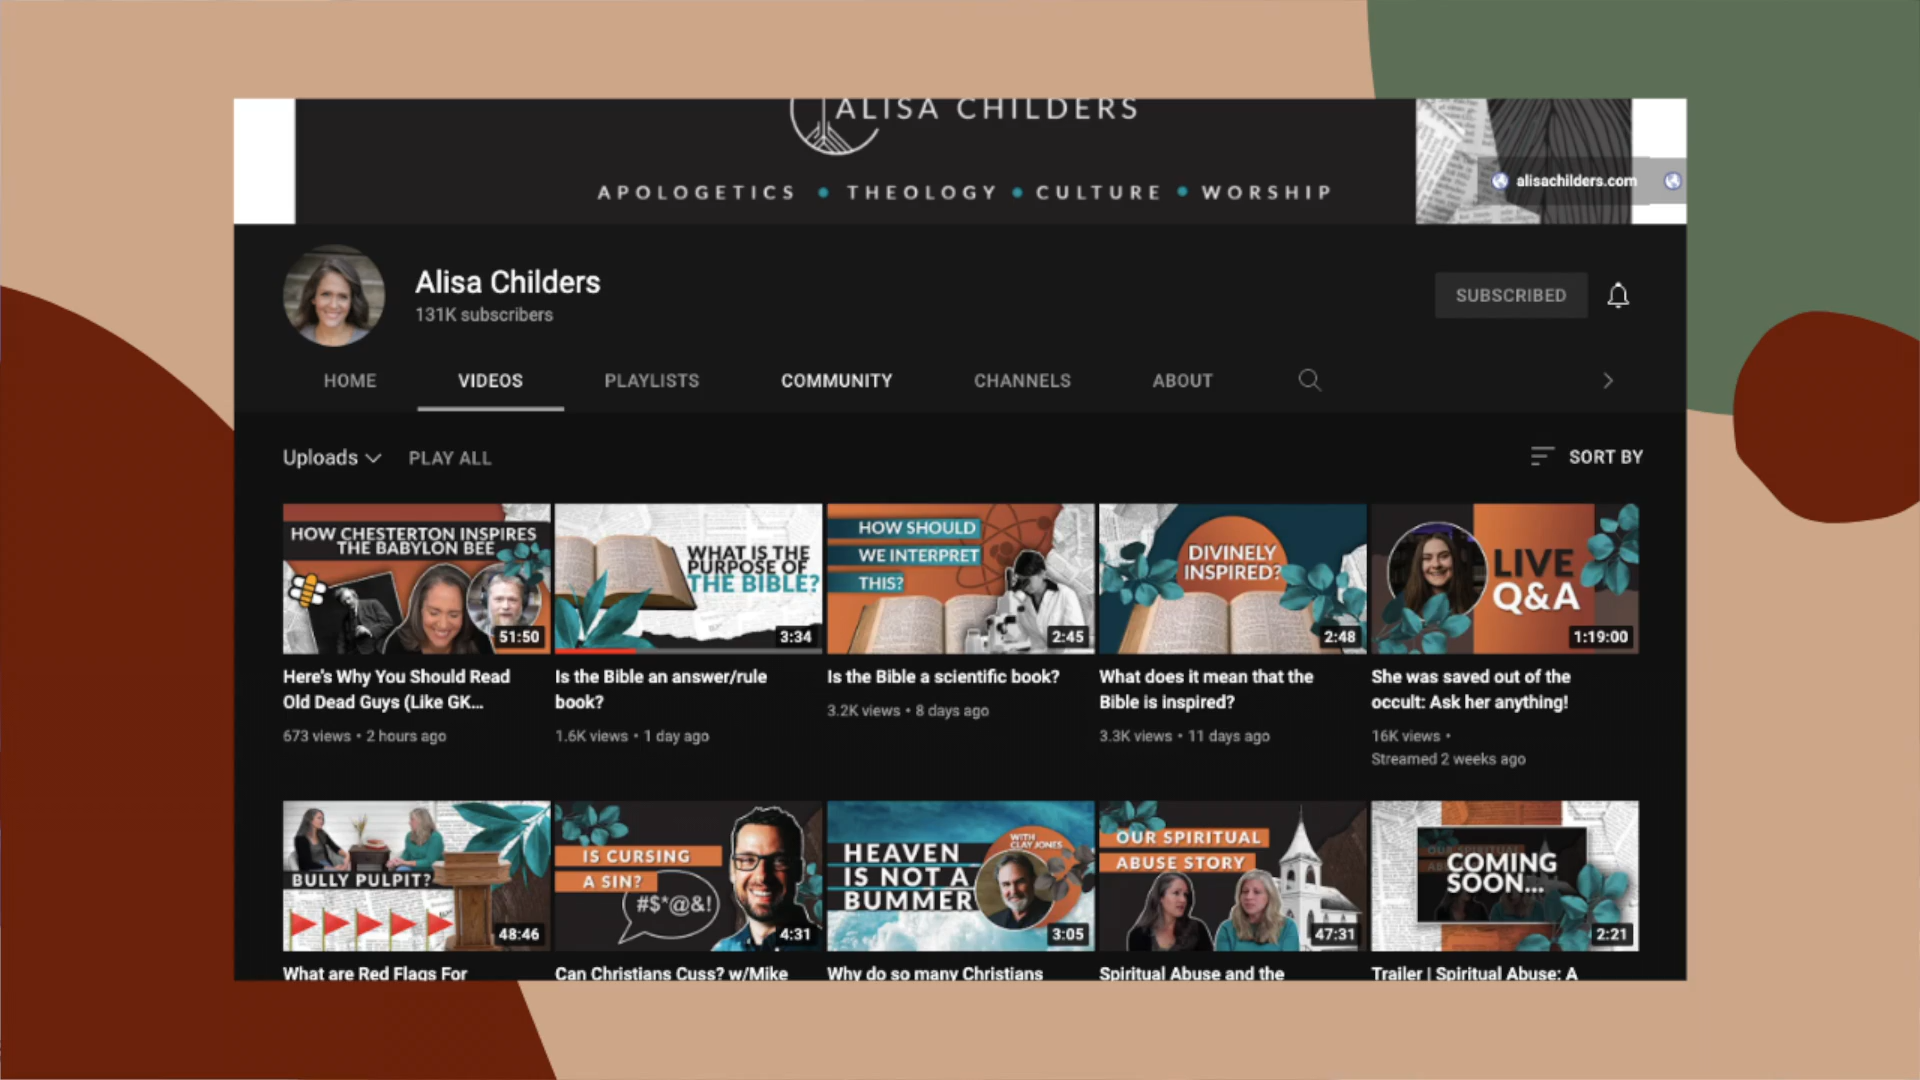 ALISA CHILDERS
APOLOGETICS • THEOLOGY • CULTURE • WORSHIP
alisachilders.com
Alisa Childers
131K subscribers
SUBSCRIBED
HOME VIDEOS PLAYLISTS COMMUNITY CHANNELS ABOUT
Uploads PLAY ALL
SORT BY
HOW CHESTERTON INSPIRES
THE BABYLON BEE
51:50
WHAT IS THE
PURPOSE OF
THE BIBLE?
3:34
HOW SHOULD
WE INTERPRET
THIS?
2:45
DIVINELY
INSPIRED?
2:48
LIVE
Q&A
1:19:00
Here's Why You Should Read
Old Dead Guys (Like GK...
673 views • 2 hours ago
Is the Bible an answer/rule
book?
1.6K views • 1 day ago
Is the Bible a scientific book?
3.2K views • 8 days ago
What does it mean that the
Bible is inspired?
3.3K views • 11 days ago
She was saved out of the
occult: Ask her anything!
16K views •
Streamed 2 weeks ago
BULLY PULPIT?
48:46
IS CURSING
A SIN?
#$*@&!
4:31
HEAVEN
IS NOT A
BUMMER
WITH
CLAY JONES
3:05
OUR SPIRITUAL
ABUSE STORY
47:31
COMING
SOON...
2:21
What are Red Flags For
Can Christians Cuss? w/Mike
Why do so many Christians
Spiritual Abuse and the
Trailer | Spiritual Abuse: A